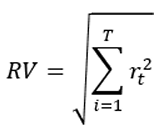 RV = √(∑_{i=1}^{T} r_t^2)